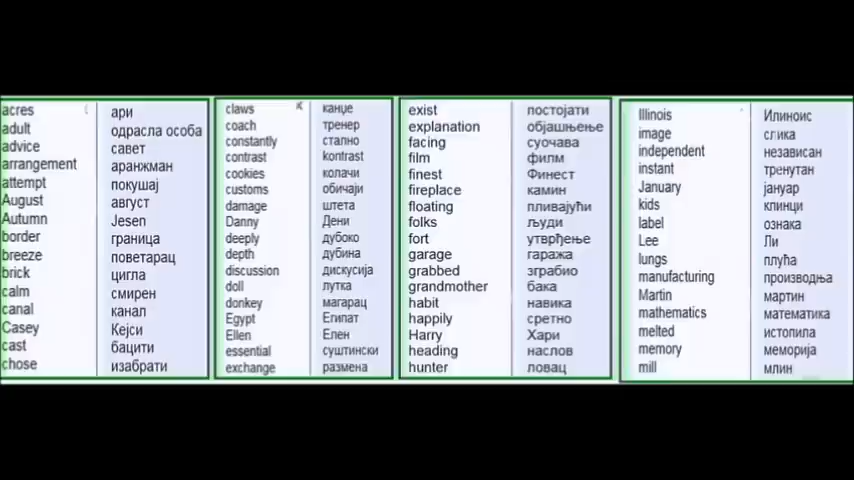 acres ари
adult одрасла особа
advice савет
arrangement аранжман
attempt покушај
August август
Autumn Jesen
border граница
breeze поветарац
brick цигла
calm смирен
canal канал
Casey Кејси
cast бацити
chose изабрати
claws канџе
coach тренер
constantly стално
contrast kontrast
cookies колачи
customs обичаји
damage штета
Danny Дени
deeply дубоко
depth дубина
discussion дискусија
doll лутка
donkey магарац
Egypt Египат
Ellen Елен
essential суштински
exchange размена
exist постојати
explanation објашњење
facing суочава
film филм
finest Финест
fireplace камин
floating пливајући
folks људи
fort утврђење
garage гаража
grabbed зграбио
grandmother бака
habit навика
happily сретно
Harry Хари
heading наслов
hunter ловац
Illinois Илиноис
image слика
independent независан
instant тренутан
January јануар
kids клинци
label ознака
Lee Ли
lungs плућа
manufacturing производња
Martin мартин
mathematics математика
melted истопила
memory меморија
mill млин